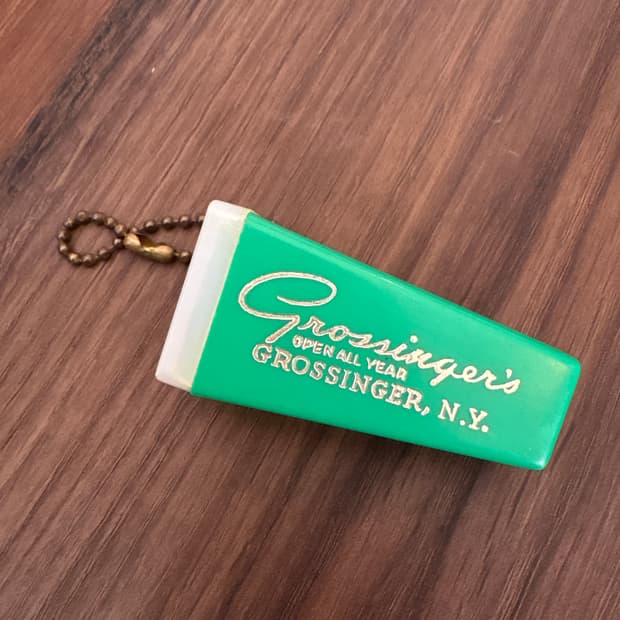 Grossinger's
OPEN ALL YEAR
GROSSINGER, N.Y.